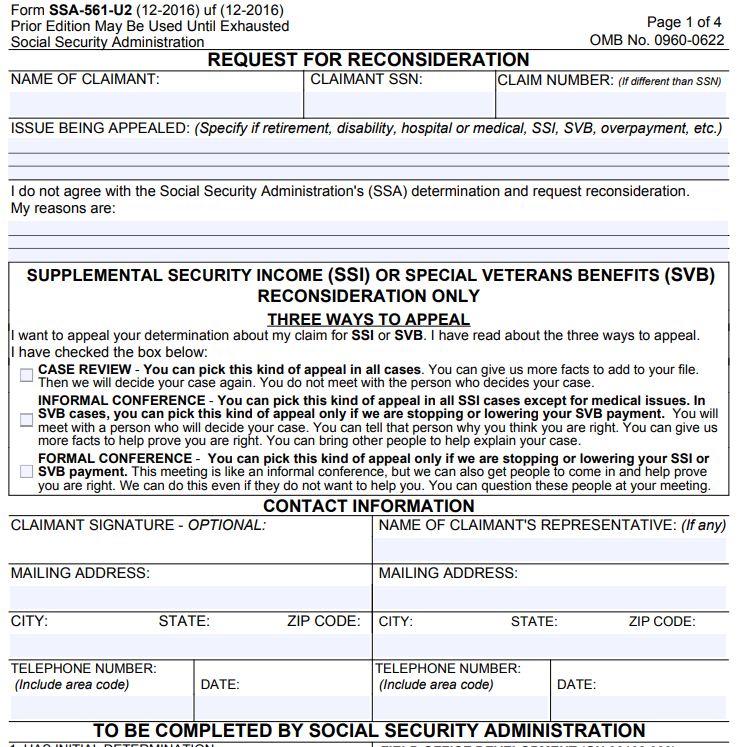 Form SSA-561-U2 (12-2016) uf (12-2016)
Prior Edition May Be Used Until Exhausted
Social Security Administration
Page 1 of 4
OMB No. 0960-0622
REQUEST FOR RECONSIDERATION
NAME OF CLAIMANT:
CLAIMANT SSN:
CLAIM NUMBER: (If different than SSN)
ISSUE BEING APPEALED: (Specify if retirement, disability, hospital or medical, SSI, SVB, overpayment, etc.)
I do not agree with the Social Security Administration's (SSA) determination and request reconsideration.
My reasons are:
SUPPLEMENTAL SECURITY INCOME (SSI) OR SPECIAL VETERANS BENEFITS (SVB)
RECONSIDERATION ONLY
THREE WAYS TO APPEAL
I want to appeal your determination about my claim for SSI or SVB. I have read about the three ways to appeal.
I have checked the box below:
CASE REVIEW - You can pick this kind of appeal in all cases. You can give us more facts to add to your file.
Then we will decide your case again. You do not meet with the person who decides your case.
INFORMAL CONFERENCE - You can pick this kind of appeal in all SSI cases except for medical issues. In
SVB cases, you can pick this kind of appeal only if we are stopping or lowering your SVB payment. You will
meet with a person who will decide your case. You can tell that person why you think you are right. You can give us
more facts to help prove you are right. You can bring other people to help explain your case.
FORMAL CONFERENCE - You can pick this kind of appeal only if we are stopping or lowering your SSI or
SVB payment. This meeting is like an informal conference, but we can also get people to come in and help prove
you are right. We can do this even if they do not want to help you. You can question these people at your meeting.
CONTACT INFORMATION
CLAIMANT SIGNATURE - OPTIONAL:
NAME OF CLAIMANT'S REPRESENTATIVE: (If any)
MAILING ADDRESS:
MAILING ADDRESS:
CITY: STATE: ZIP CODE:
CITY: STATE: ZIP CODE:
TELEPHONE NUMBER:
(Include area code)
DATE:
TELEPHONE NUMBER:
(Include area code)
DATE:
TO BE COMPLETED BY SOCIAL SECURITY ADMINISTRATION